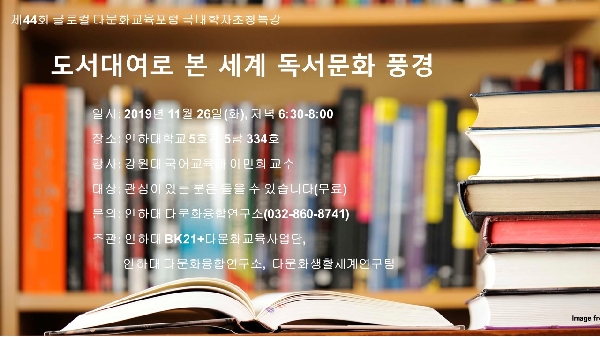 제44회 글로컬 다문화교육포럼 국내학자초청특강
도서대여로 본 세계 독서문화 풍경
일시: 2019년 11월 26일(화), 저녁 6:30-8:00
장소: 인하대학교 5호관 5층 334호
강사: 강원대 국어교육과 이민희 교수
대상: 관심이 있는 분은 들을 수 있습니다(무료)
문의: 인하대 다문화융합연구소(032-860-8741)
주관: 인하대 BK21+다문화교육사업단,
인하대 다문화융합연구소, 다문화생활세계연구팀
Image fr